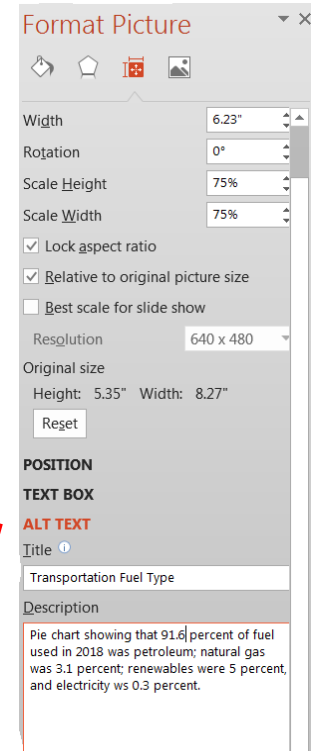 Format Picture
Width 6.23"
Rotation 0°
Scale Height 75%
Scale Width 75%
Lock aspect ratio
Relative to original picture size
Best scale for slide show
Resolution 640 x 480
Original size
Height: 5.35" Width: 8.27"
Reset
POSITION
TEXT BOX
ALT TEXT
Title
Transportation Fuel Type
Description
Pie chart showing that 91.6 percent of fuel
used in 2018 was petroleum; natural gas
was 3.1 percent; renewables were 5 percent,
and electricity ws 0.3 percent.